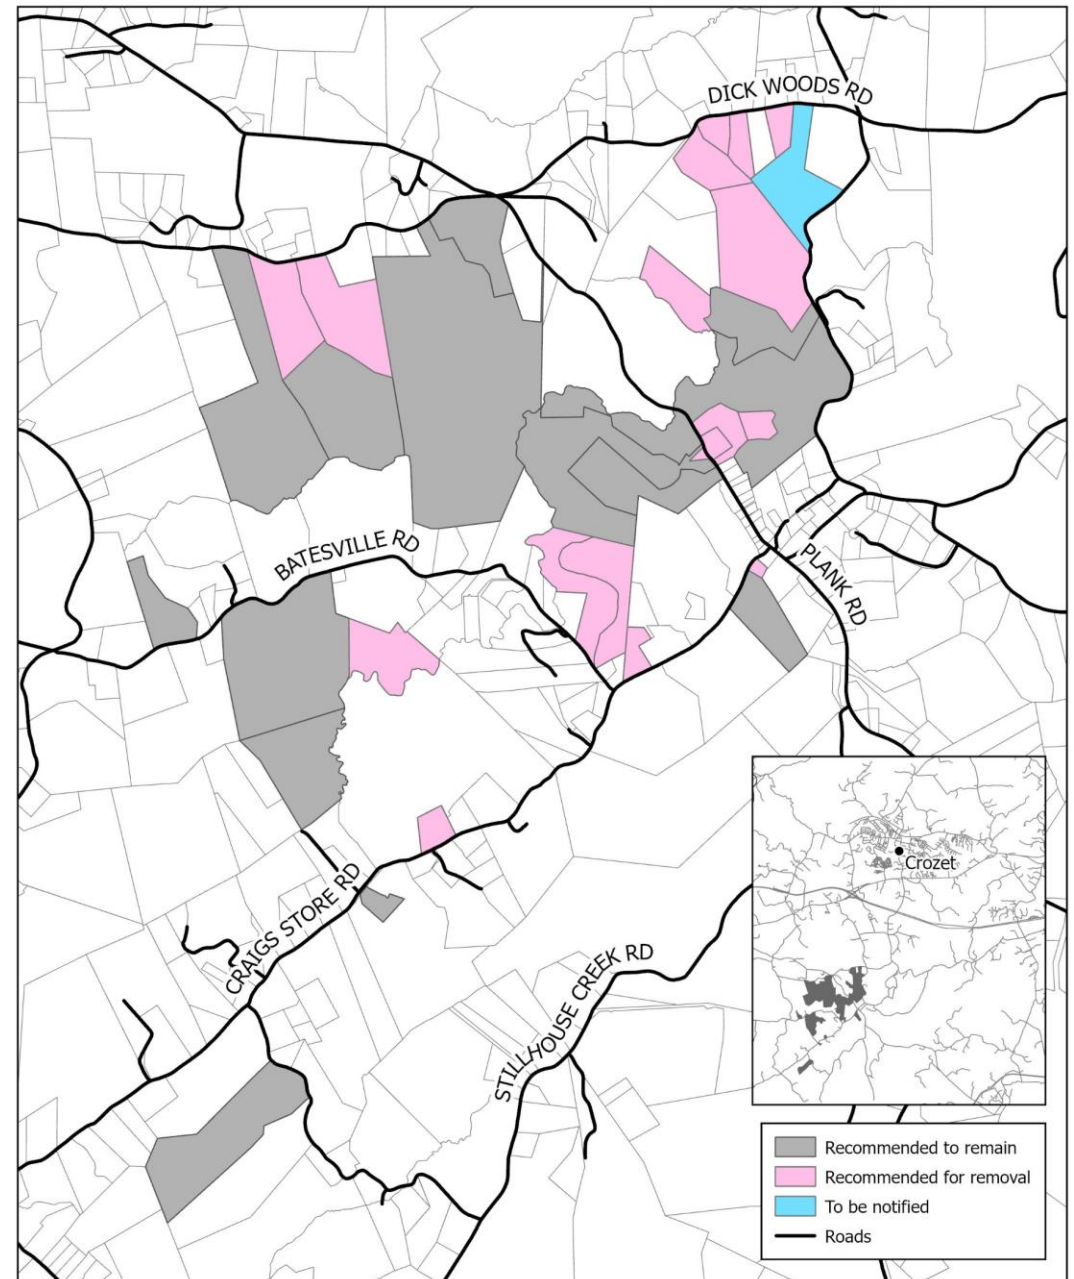 DICK WOODS RD
BATESVILLE RD
PLANK RD
Crozet
CRAIGS STORE RD
STILLHOUSE CREEK RD
Recommended to remain
Recommended for removal
To be notified
Roads